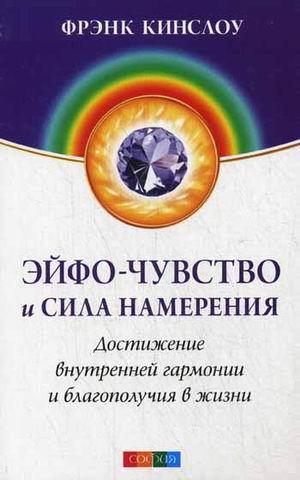 ФРЭНК КИНСЛОУ
ЭЙФО-ЧУВСТВО
и СИЛА НАМЕРЕНИЯ
Достижение
внутренней гармонии
и благополучия в жизни
СОФИЯ